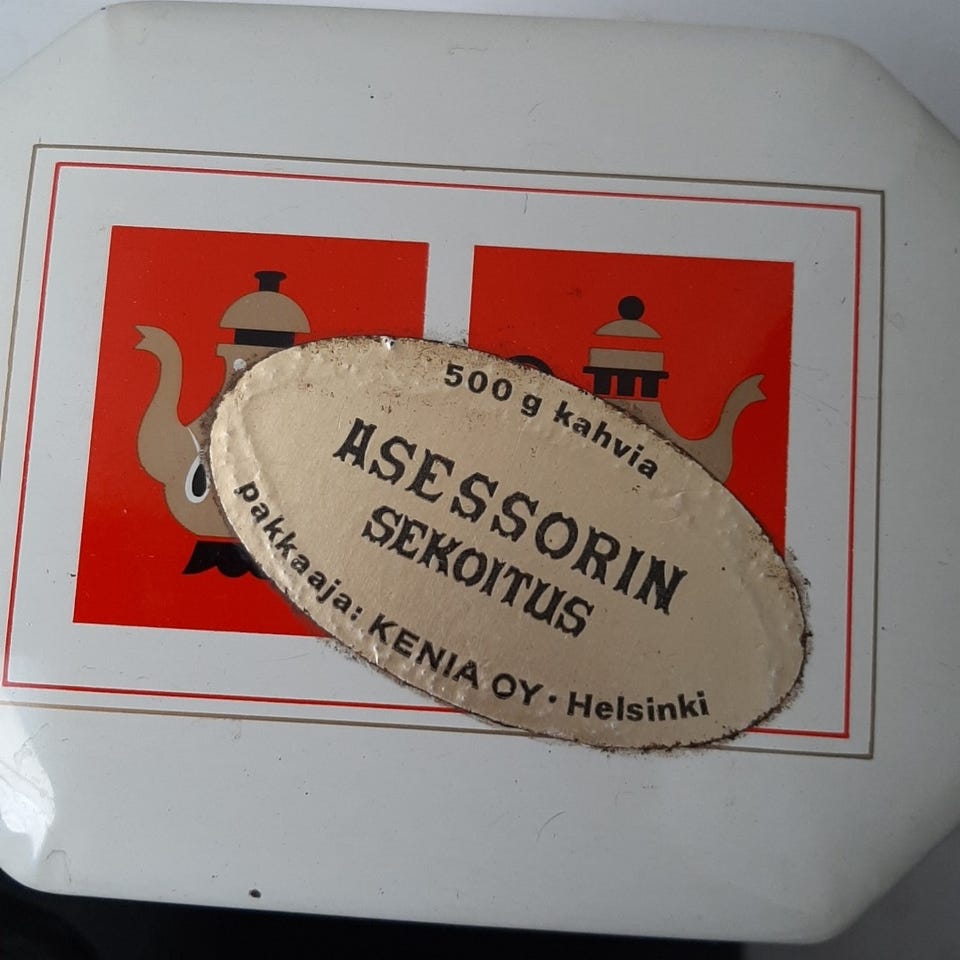 500 g kahvia
ASESSORIN
SEKOITUS
pakkaaja: KENIA OY · Helsinki